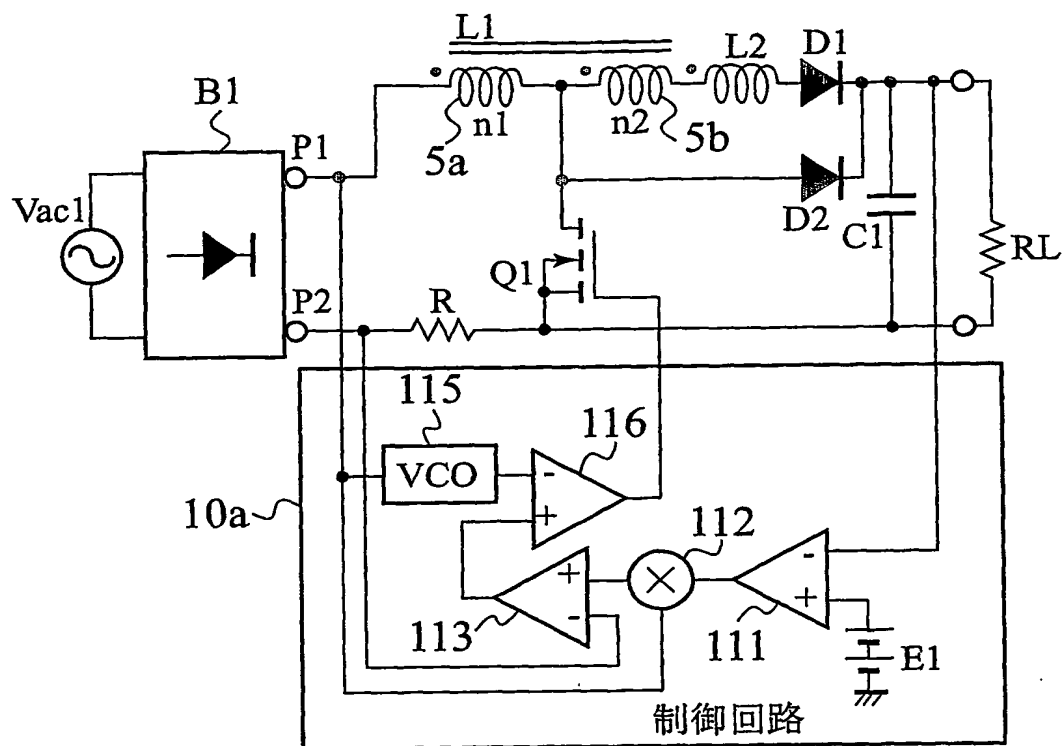 L1
L2
D1
B1
P1
n1
n2
5a
5b
Vac1
D2
C1
RL
Q1
P2
R
115
116
VCO
-
+
10a
112
+
-
-
+
113
111
E1
制御回路